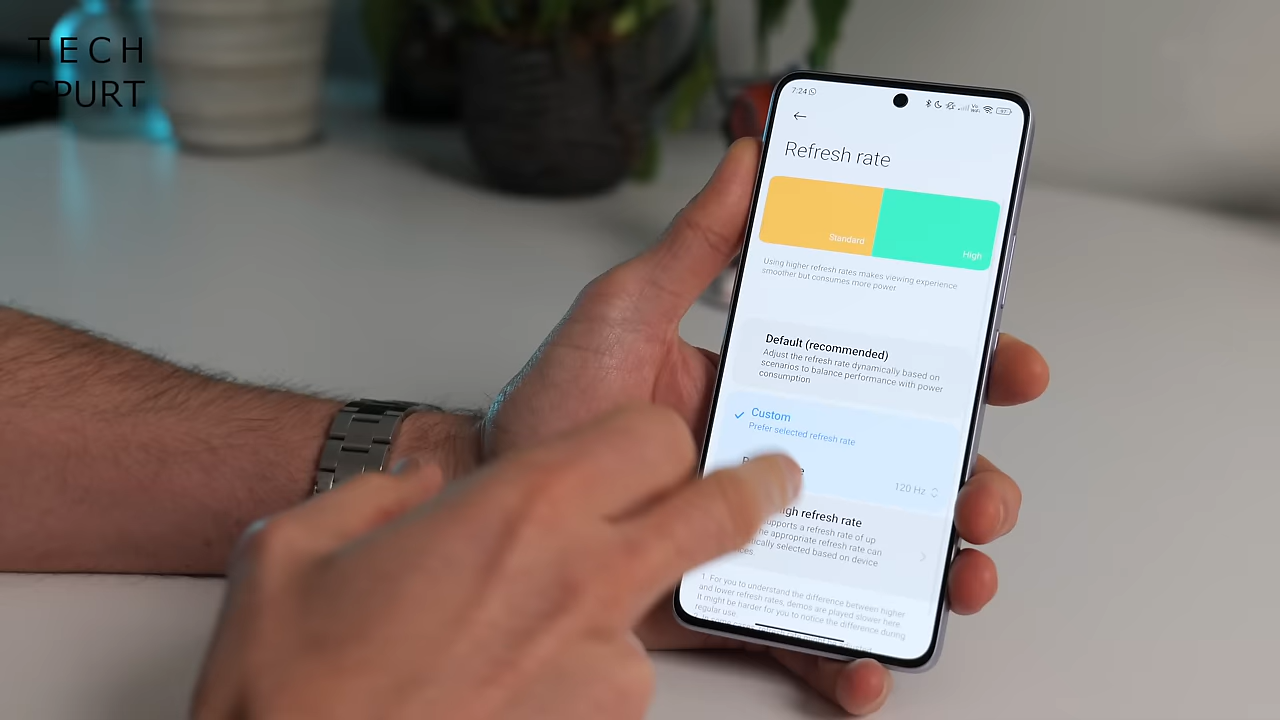 TECH
SPURT
7:24
Refresh rate
Standard
High
Using higher refresh rates makes viewing experience
smoother but consumes more power
Default (recommended)
Adjust the refresh rate dynamically based on
scenarios to balance performance with power
consumption
Custom
Prefer selected refresh rate
120 Hz
high refresh rate
supports a refresh rate of up
the appropriate refresh rate can
selected based on device
1. For you to understand the difference between higher
and lower refresh rates, demos are played slower here.
It might be harder for you to notice the difference during
regular use.